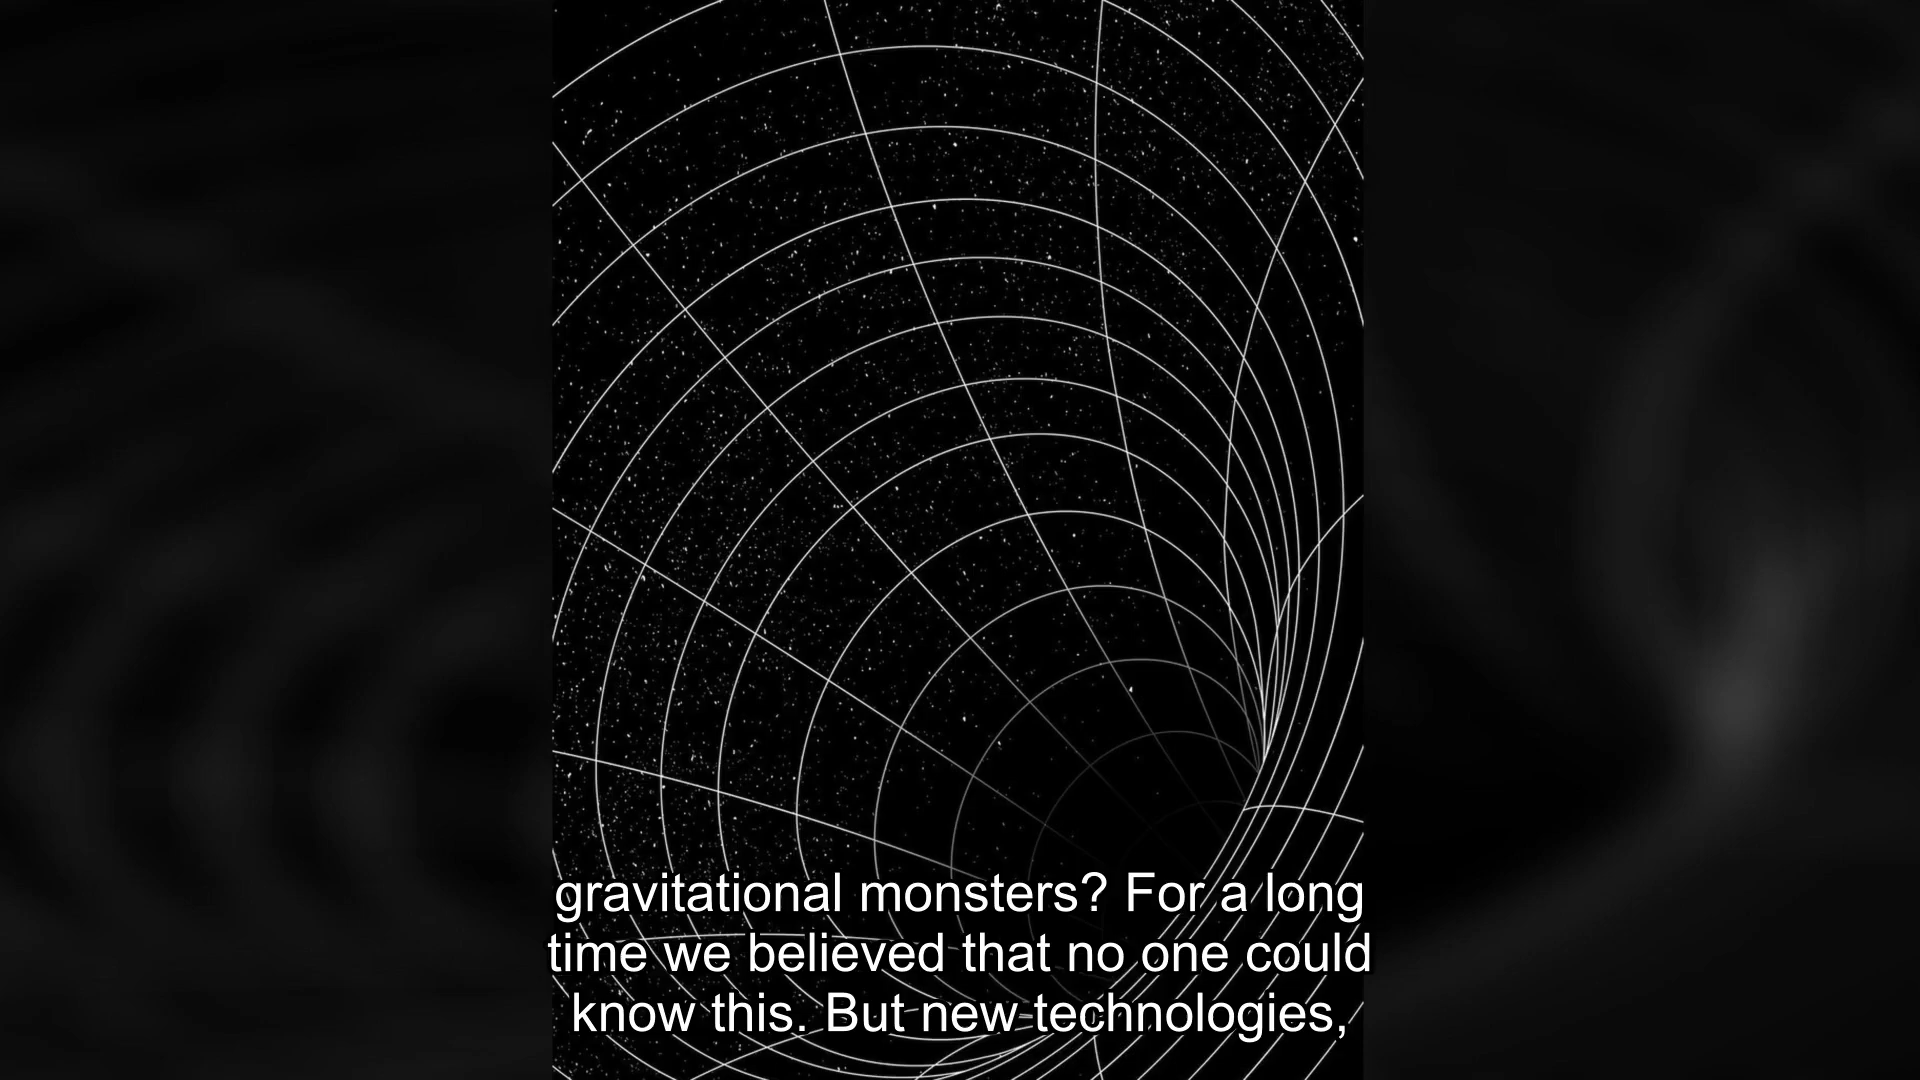 gravitational monsters? For a long
time we believed that no one could
know this. But new technologies,